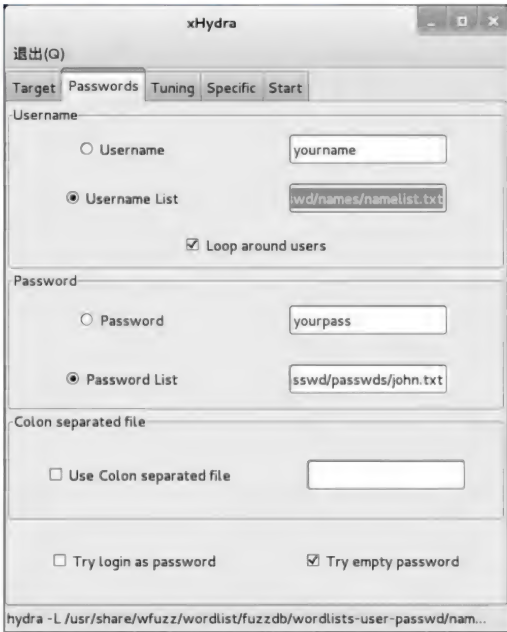 xHydra
退出(Q)
Target Passwords Tuning Specific Start
Username
Username yourname
Username List swd/names/namelist.txt
Loop around users
Password
Password yourpass
Password List sswd/passwds/john.txt
Colon separated file
Use Colon separated file
Try login as password Try empty password
hydra -L /usr/share/wfuzz/wordlist/fuzzdb/wordlists-user-passwd/nam...